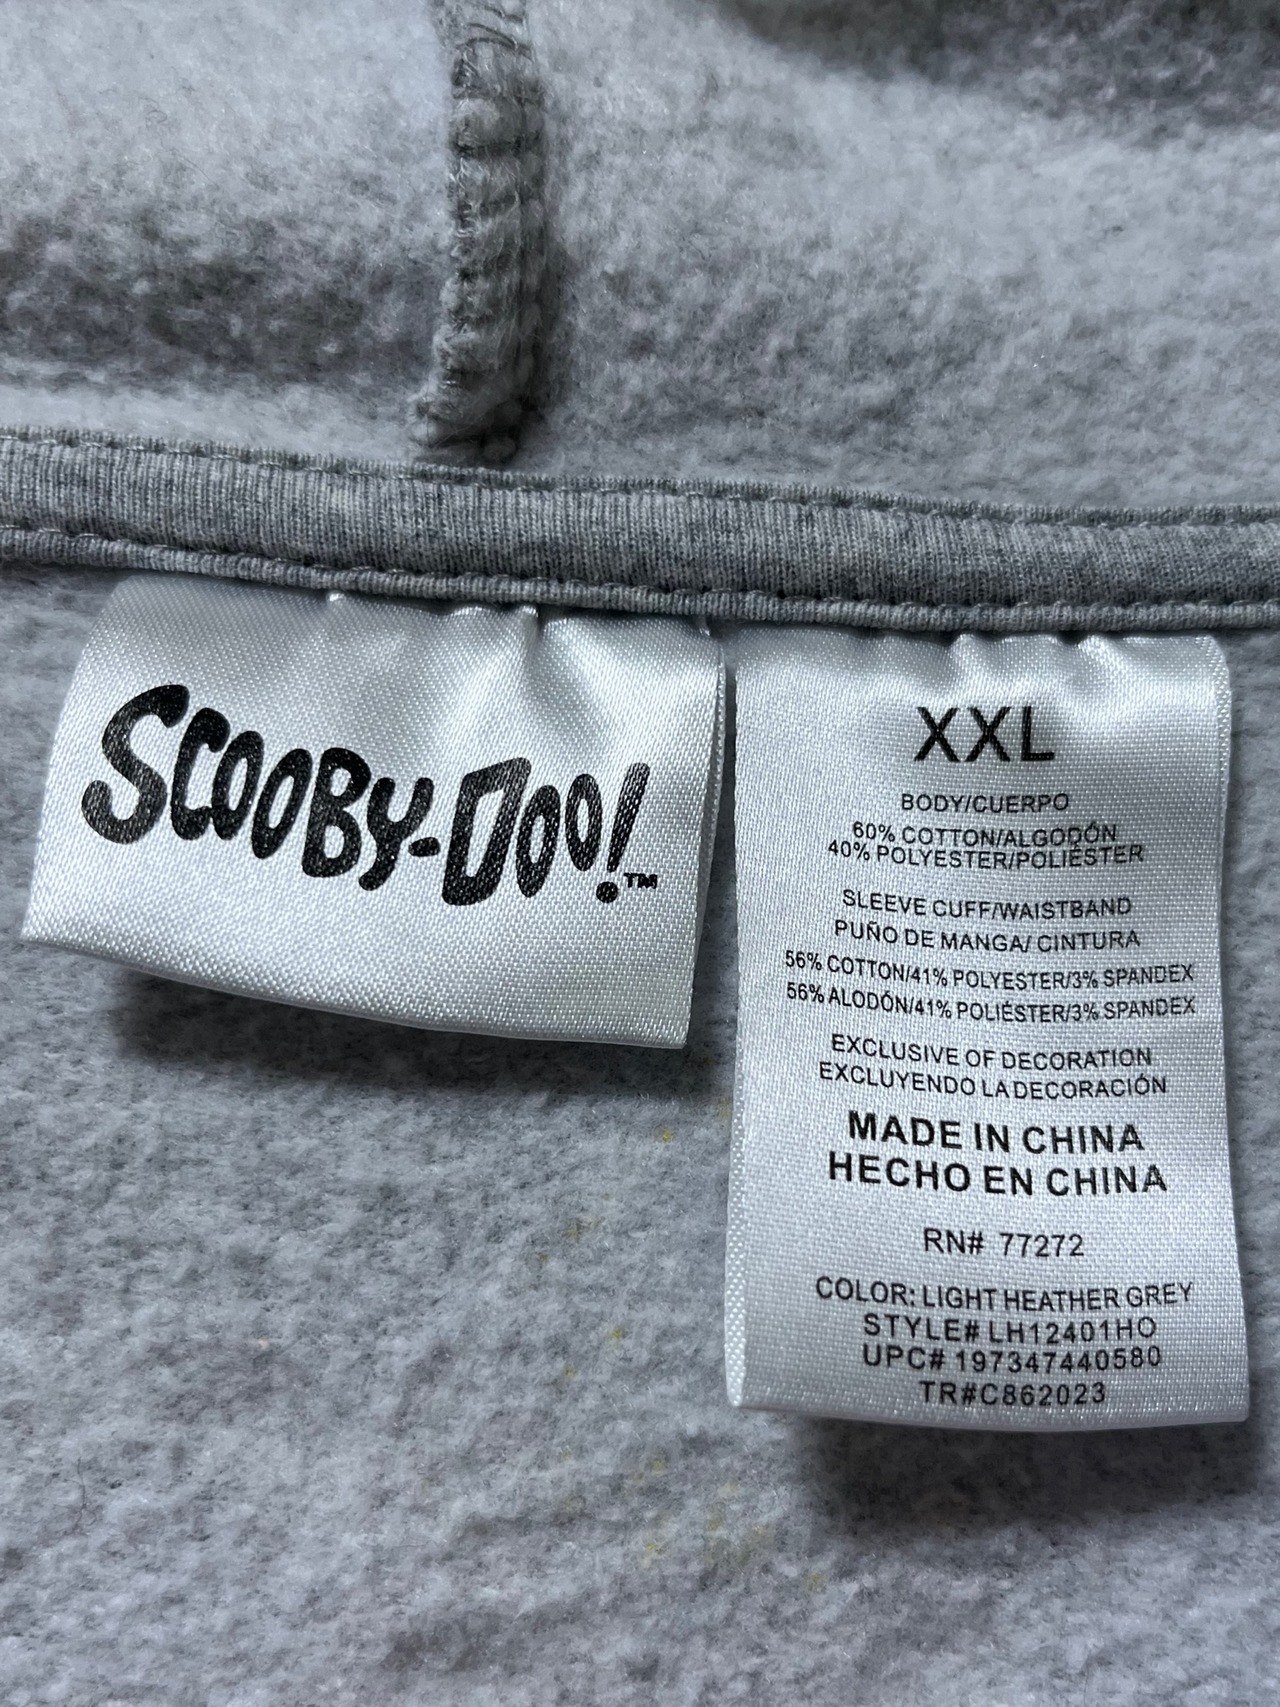 SCOOBY-DOO!™
XXL
BODY/CUERPO
60% COTTON/ALGODÓN
40% POLYESTER/POLIÉSTER
SLEEVE CUFF/WAISTBAND
PUÑO DE MANGA/ CINTURA
56% COTTON/41% POLYESTER/3% SPANDEX
56% ALODÓN/41% POLIÉSTER/3% SPANDEX
EXCLUSIVE OF DECORATION
EXCLUYENDO LA DECORACIÓN
MADE IN CHINA
HECHO EN CHINA
RN# 77272
COLOR: LIGHT HEATHER GREY
STYLE# LH12401HO
UPC# 197347440580
TR#C862023